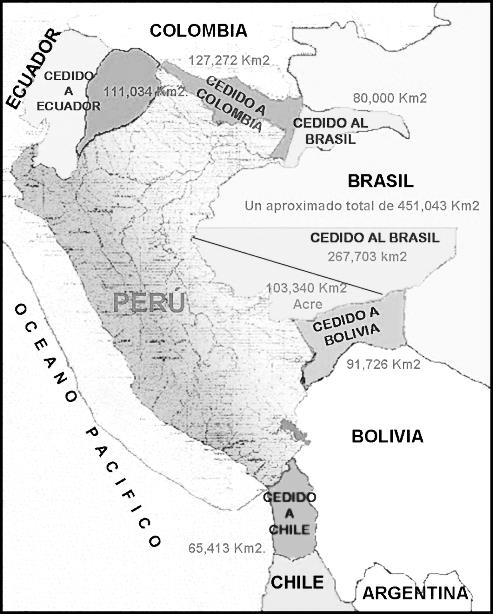 COLOMBIA
ECUADOR
127,272 Km2
CEDIDO
A
ECUADOR
111,034 Km2.
CEDIDO A
COLOMBIA
80,000 Km2
CEDIDO AL
BRASIL
BRASIL
Un aproximado total de 451,043 Km2
CEDIDO AL BRASIL
267,703 km2
103,340 Km2
Acre
PERÚ
CEDIDO A
BOLIVIA
91,726 Km2
OCEANO PACIFICO
BOLIVIA
CEDIDO
A
CHILE
65,413 Km2.
CHILE
ARGENTINA